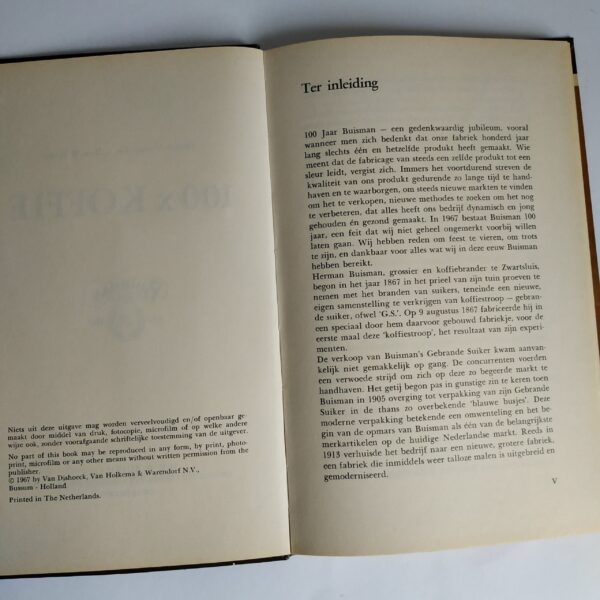 Niets uit deze uitgave mag worden verveelvoudigd en/of openbaar ge-
maakt door middel van druk, fotocopie, microfilm of op welke andere
wijze ook, zonder voorafgaande schriftelijke toestemming van de uitgever.
No part of this book may be reproduced in any form, by print, photo-
print, microfilm or any other means without written permission from the
publisher.
© 1967 by Van Dishoeck, Van Holkema & Warendorf N.V.,
Bussum - Holland.
Printed in The Netherlands.
Ter inleiding
100 Jaar Buisman – een gedenkwaardig jubileum, vooral
wanneer men zich bedenkt dat onze fabriek honderd jaar
lang slechts één en hetzelfde produkt heeft gemaakt. Wie
meent dat de fabricage van steeds een zelfde produkt tot een
sleur leidt, vergist zich. Immers het voortdurend streven de
kwaliteit van ons produkt gedurende zo lange tijd te hand-
haven en te waarborgen, om steeds nieuwe markten te vinden
om het te verkopen, nieuwe methodes te zoeken om het nog
te verbeteren, dat alles heeft ons bedrijf dynamisch en jong
gehouden én gezond gemaakt. In 1967 bestaat Buisman 100
jaar, een feit dat wij niet geheel ongemerkt voorbij willen
laten gaan. Wij hebben reden om feest te vieren, om trots
te zijn, en dankbaar voor alles wat wij in deze eeuw Buisman
hebben bereikt.
Herman Buisman, grossier en koffiebrander te Zwartsluis,
begon in het jaar 1867 in het prieel van zijn tuin proeven te
nemen met het branden van suikers, teneinde een nieuwe,
eigen samenstelling te verkrijgen van koffiestroop – gebran-
de suiker, ofwel 'G.S.'. Op 9 augustus 1867 fabriceerde hij in
een speciaal door hem daarvoor gebouwd fabriekje, voor de
eerste maal deze 'koffiestroop', het resultaat van zijn experi-
menten.
De verkoop van Buisman's Gebrande Suiker kwam aanvan-
kelijk niet gemakkelijk op gang. De concurrenten voerden
een verwoede strijd om zich op deze zo begeerde markt te
handhaven. Het getij begon pas in gunstige zin te keren toen
Buisman in 1905 overging tot verpakking van zijn Gebrande
Suiker in de thans zo overbekende 'blauwe busjes'. Deze
moderne verpakking betekende een omwenteling en het be-
gin van de opmars van Buisman als één van de belangrijkste
merkartikelen op de huidige Nederlandse markt. Reeds in
1913 verhuisde het bedrijf naar een nieuwe, grotere fabriek,
een fabriek die inmiddels weer talloze malen is uitgebreid en
gemoderniseerd.
V